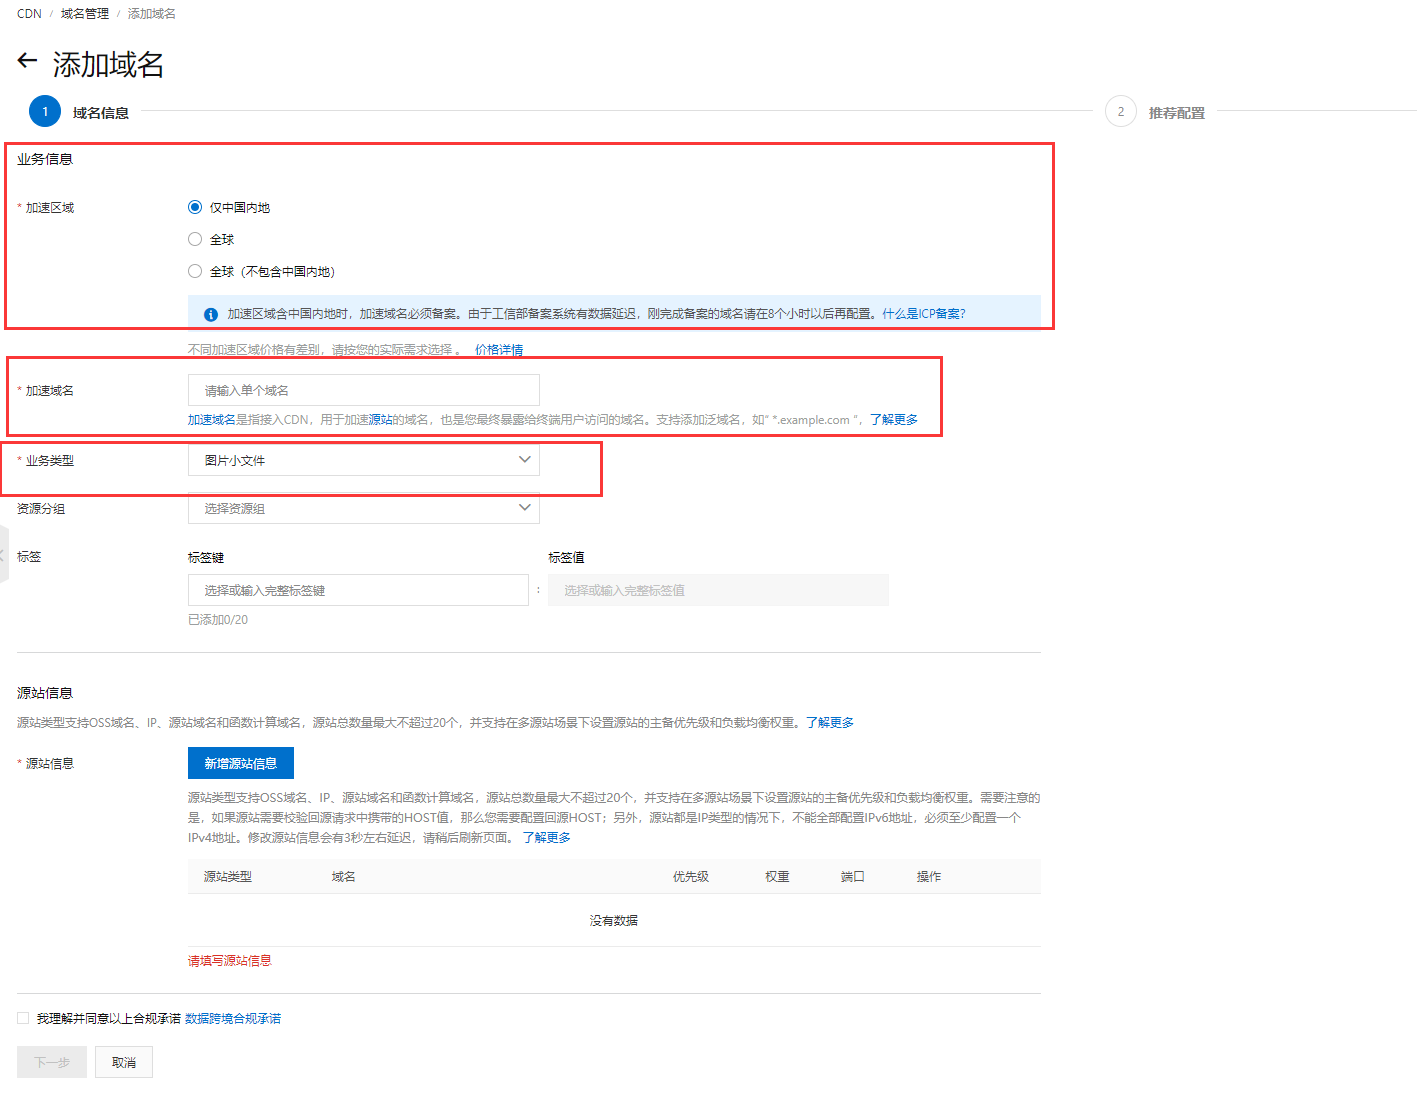 CDN / 域名管理 / 添加域名
添加域名
1 域名信息
2 推荐配置
业务信息
* 加速区域
仅中国内地
全球
全球（不包含中国内地）
加速区域含中国内地时，加速域名必须备案。由于工信部备案系统有数据延迟，刚完成备案的域名请在8个小时以后再配置。什么是ICP备案？
不同加速区域价格有差别，请按您的实际需求选择 。 价格详情
* 加速域名
请输入单个域名
加速域名是指接入CDN，用于加速源站的域名，也是您最终暴露给终端用户访问的域名。支持添加泛域名，如“ *.example.com ”，了解更多
* 业务类型
图片小文件
资源分组
选择资源组
标签
标签键
标签值
选择或输入完整标签键
:
选择或输入完整标签值
已添加0/20
源站信息
源站类型支持OSS域名、IP、源站域名和函数计算域名，源站总数量最大不超过20个，并支持在多源站场景下设置源站的主备优先级和负载均衡权重。了解更多
* 源站信息
新增源站信息
源站类型支持OSS域名、IP、源站域名和函数计算域名，源站总数量最大不超过20个，并支持在多源站场景下设置源站的主备优先级和负载均衡权重。需要注意的
是，如果源站需要校验回源请求中携带的HOST值，那么您需要配置回源HOST；另外，源站都是IP类型的情况下，不能全部配置IPv6地址，必须至少配置一个
IPv4地址。修改源站信息会有3秒左右延迟，请稍后刷新页面。 了解更多
源站类型 域名 优先级 权重 端口 操作
没有数据
请填写源站信息
我理解并同意以上合规承诺 数据跨境合规承诺
下一步 取消